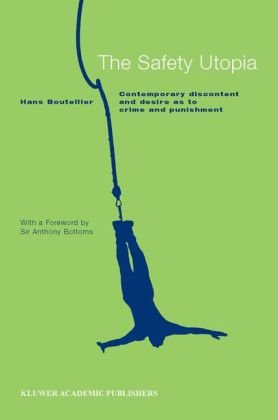 The Safety Utopia
Hans Boutellier
Contemporary discontent
and desire as to
crime and punishment
With a Foreword by
Sir Anthony Bottoms
KLUWER ACADEMIC PUBLISHERS